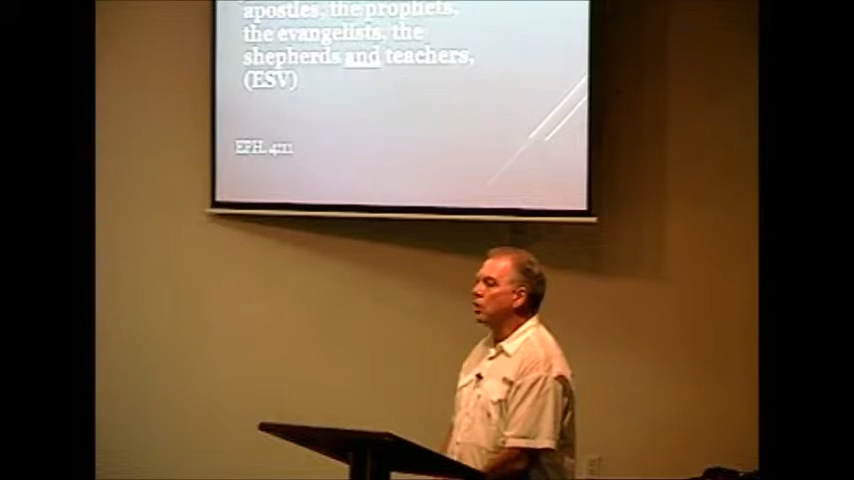 apostles, the prophets,
the evangelists, the
shepherds and teachers,
(ESV)
EPH. 4:11